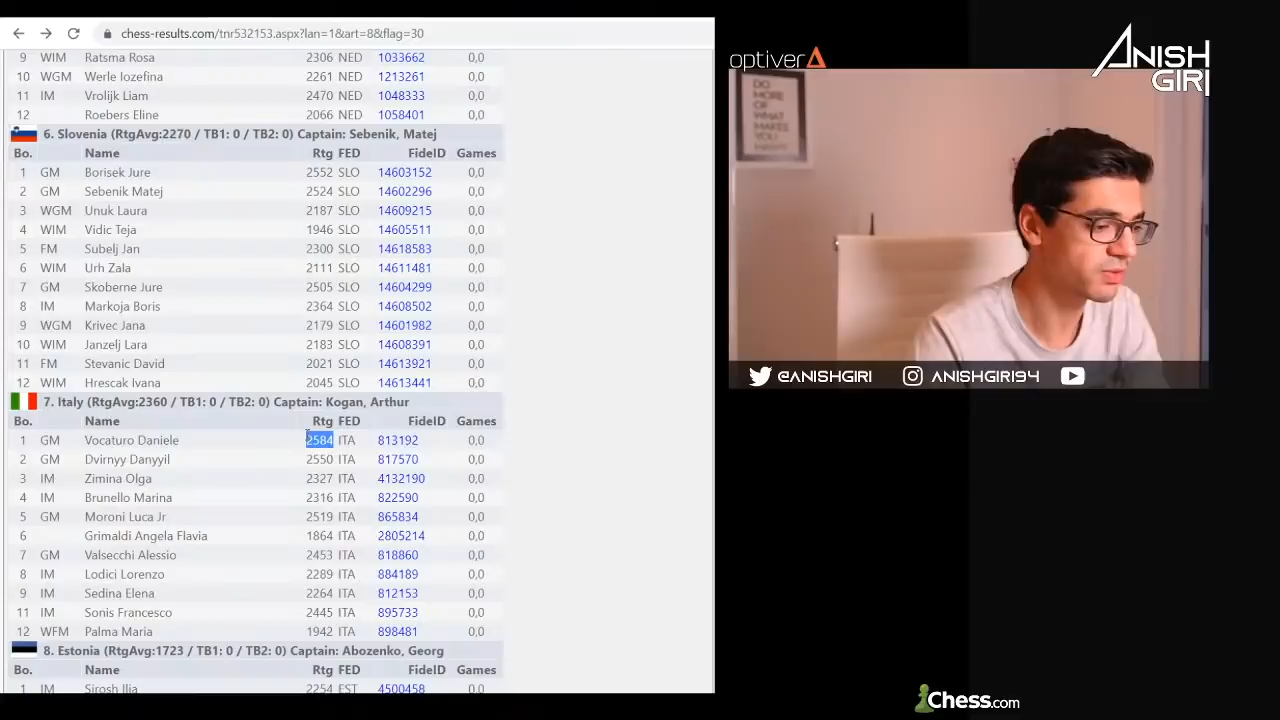 chess-results.com/tnr532153.aspx?lan=1&art=8&flag=30
9 WIM Ratsma Rosa 2306 NED 1033662 0,0
10 WGM Werle Iozefina 2261 NED 1213261 0,0
11 IM Vrolijk Liam 2470 NED 1048333 0,0
12 Roebers Eline 2066 NED 1058401 0,0
6. Slovenia (RtgAvg:2270 / TB1: 0 / TB2: 0) Captain: Sebenik, Matej
Bo. Name Rtg FED FideID Games
1 GM Borisek Jure 2552 SLO 14603152 0,0
2 GM Sebenik Matej 2524 SLO 14602296 0,0
3 WGM Unuk Laura 2187 SLO 14609215 0,0
4 WIM Vidic Teja 1946 SLO 14605511 0,0
5 FM Subelj Jan 2300 SLO 14618583 0,0
6 WIM Urh Zala 2111 SLO 14611481 0,0
7 GM Skoberne Jure 2505 SLO 14604299 0,0
8 IM Markoja Boris 2364 SLO 14608502 0,0
9 WGM Krivec Jana 2179 SLO 14601982 0,0
10 WIM Janzelj Lara 2183 SLO 14608391 0,0
11 FM Stevanic David 2021 SLO 14613921 0,0
12 WIM Hrescak Ivana 2045 SLO 14613441 0,0
7. Italy (RtgAvg:2360 / TB1: 0 / TB2: 0) Captain: Kogan, Arthur
Bo. Name Rtg FED FideID Games
1 GM Vocaturo Daniele 2584 ITA 813192 0,0
2 GM Dvirnyy Danyyil 2550 ITA 817570 0,0
3 IM Zimina Olga 2327 ITA 4132190 0,0
4 IM Brunello Marina 2316 ITA 822590 0,0
5 GM Moroni Luca Jr 2519 ITA 865834 0,0
6 Grimaldi Angela Flavia 1864 ITA 2805214 0,0
7 GM Valsecchi Alessio 2453 ITA 818860 0,0
8 IM Lodici Lorenzo 2289 ITA 884189 0,0
9 IM Sedina Elena 2264 ITA 812153 0,0
11 IM Sonis Francesco 2445 ITA 895733 0,0
12 WFM Palma Maria 1942 ITA 898481 0,0
8. Estonia (RtgAvg:1723 / TB1: 0 / TB2: 0) Captain: Abozenko, Georg
Bo. Name Rtg FED FideID Games
1 IM Sirosh Ilia 2254 EST 4500458 0,0
optiver
ANISH
GIRI
DO
MORE
OF
WHAT
MAKES
YOU
@ANISHGIRI ANISHGIRI94
Chess.com